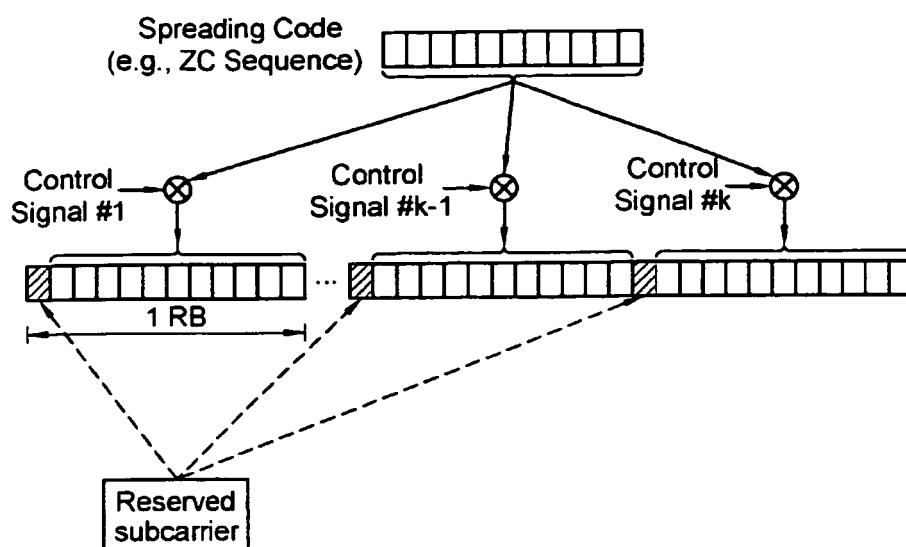 Spreading Code
(e.g., ZC Sequence)
Control
Signal #1
Control
Signal #k-1
Control
Signal #k
...
1 RB
Reserved
subcarrier